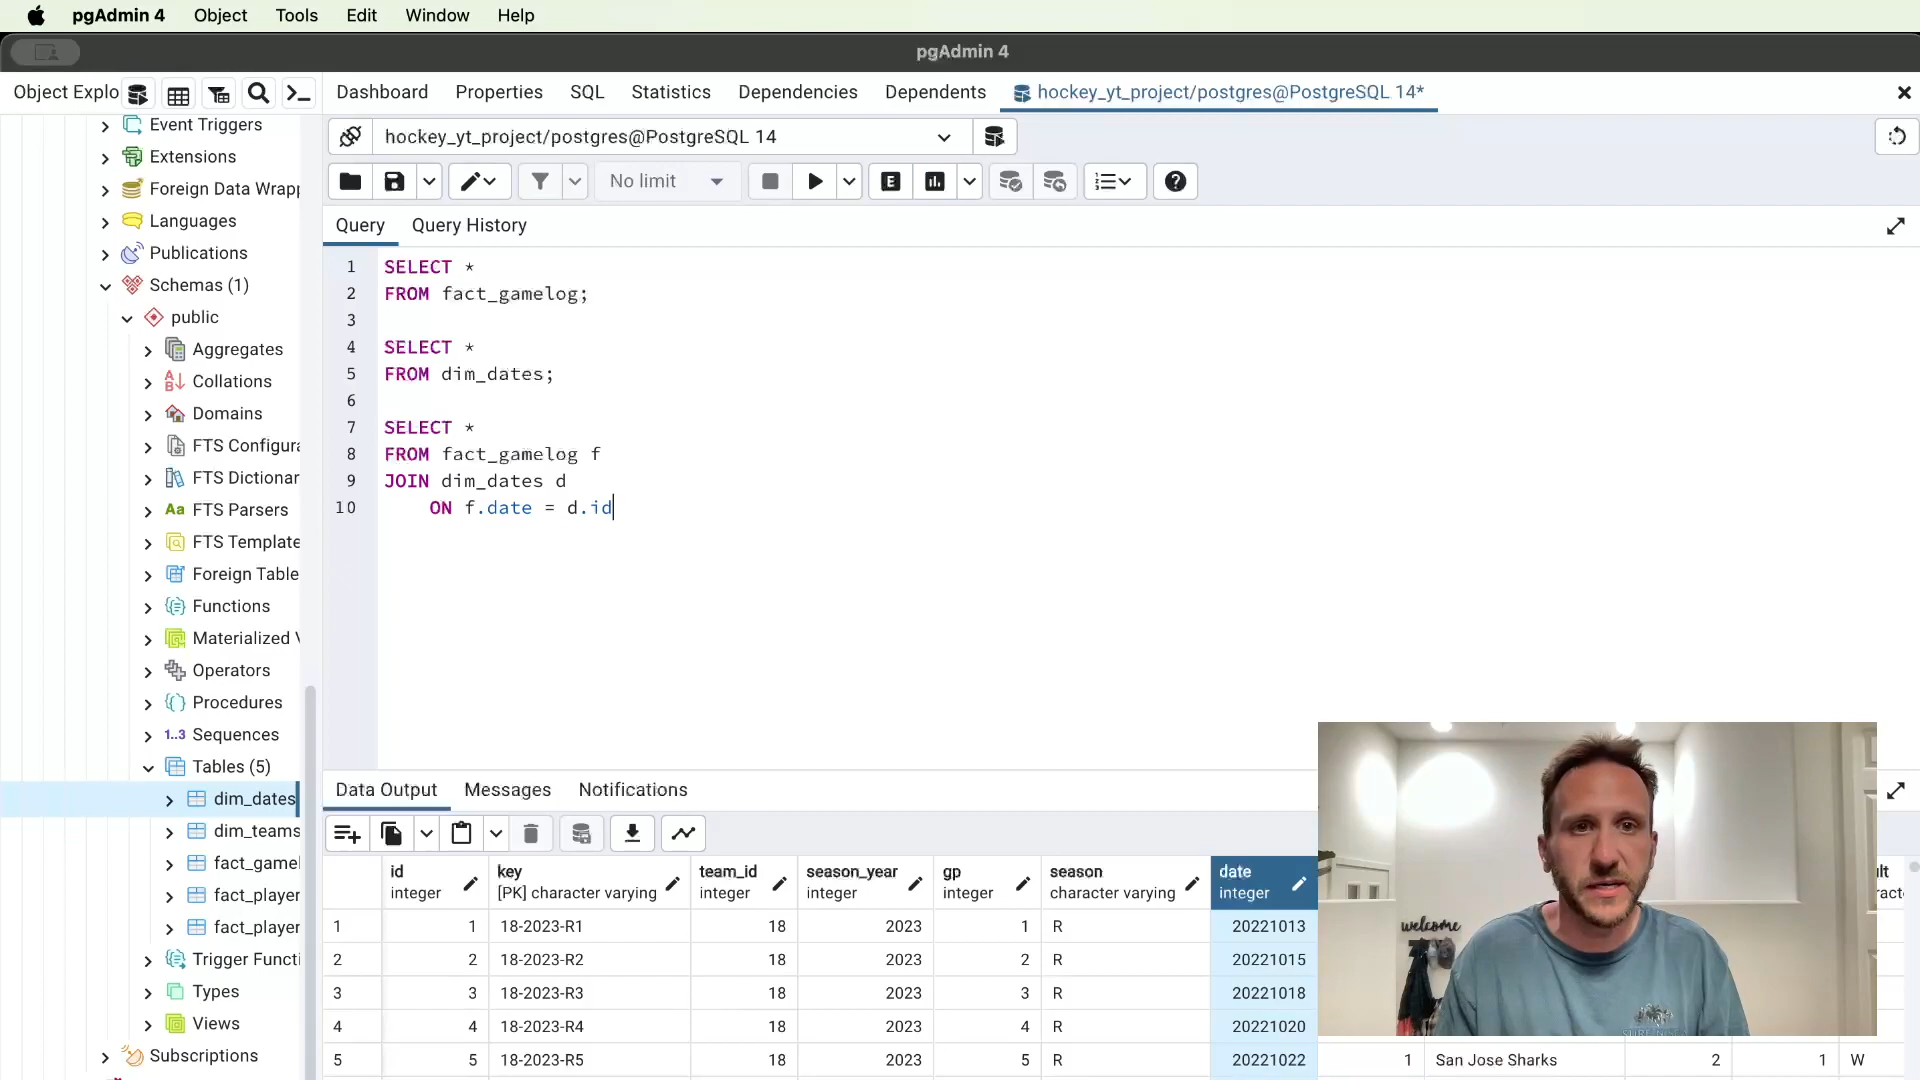 pgAdmin 4 Object Tools Edit Window Help
pgAdmin 4
Object Explo
Dashboard Properties SQL Statistics Dependencies Dependents hockey_yt_project/postgres@PostgreSQL 14*
Event Triggers
Extensions
Foreign Data Wrapp
Languages
Publications
Schemas (1)
public
Aggregates
Collations
Domains
FTS Configura
FTS Dictionar
Aa FTS Parsers
FTS Template
Foreign Table
Functions
Materialized V
Operators
Procedures
1..3 Sequences
Tables (5)
dim_dates
dim_teams
fact_gamel
fact_player
fact_player
Trigger Functi
Types
Views
Subscriptions
hockey_yt_project/postgres@PostgreSQL 14
No limit
E
Query Query History
1 SELECT *
2 FROM fact_gamelog;
3
4 SELECT *
5 FROM dim_dates;
6
7 SELECT *
8 FROM fact_gamelog f
9 JOIN dim_dates d
10 ON f.date = d.id
Data Output Messages Notifications
id key team_id season_year gp season date
integer [PK] character varying integer integer integer character varying integer
1 1 18-2023-R1 18 2023 1 R 20221013
2 2 18-2023-R2 18 2023 2 R 20221015
3 3 18-2023-R3 18 2023 3 R 20221018
4 4 18-2023-R4 18 2023 4 R 20221020
5 5 18-2023-R5 18 2023 5 R 20221022 1 San Jose Sharks 2 1 W
welcome